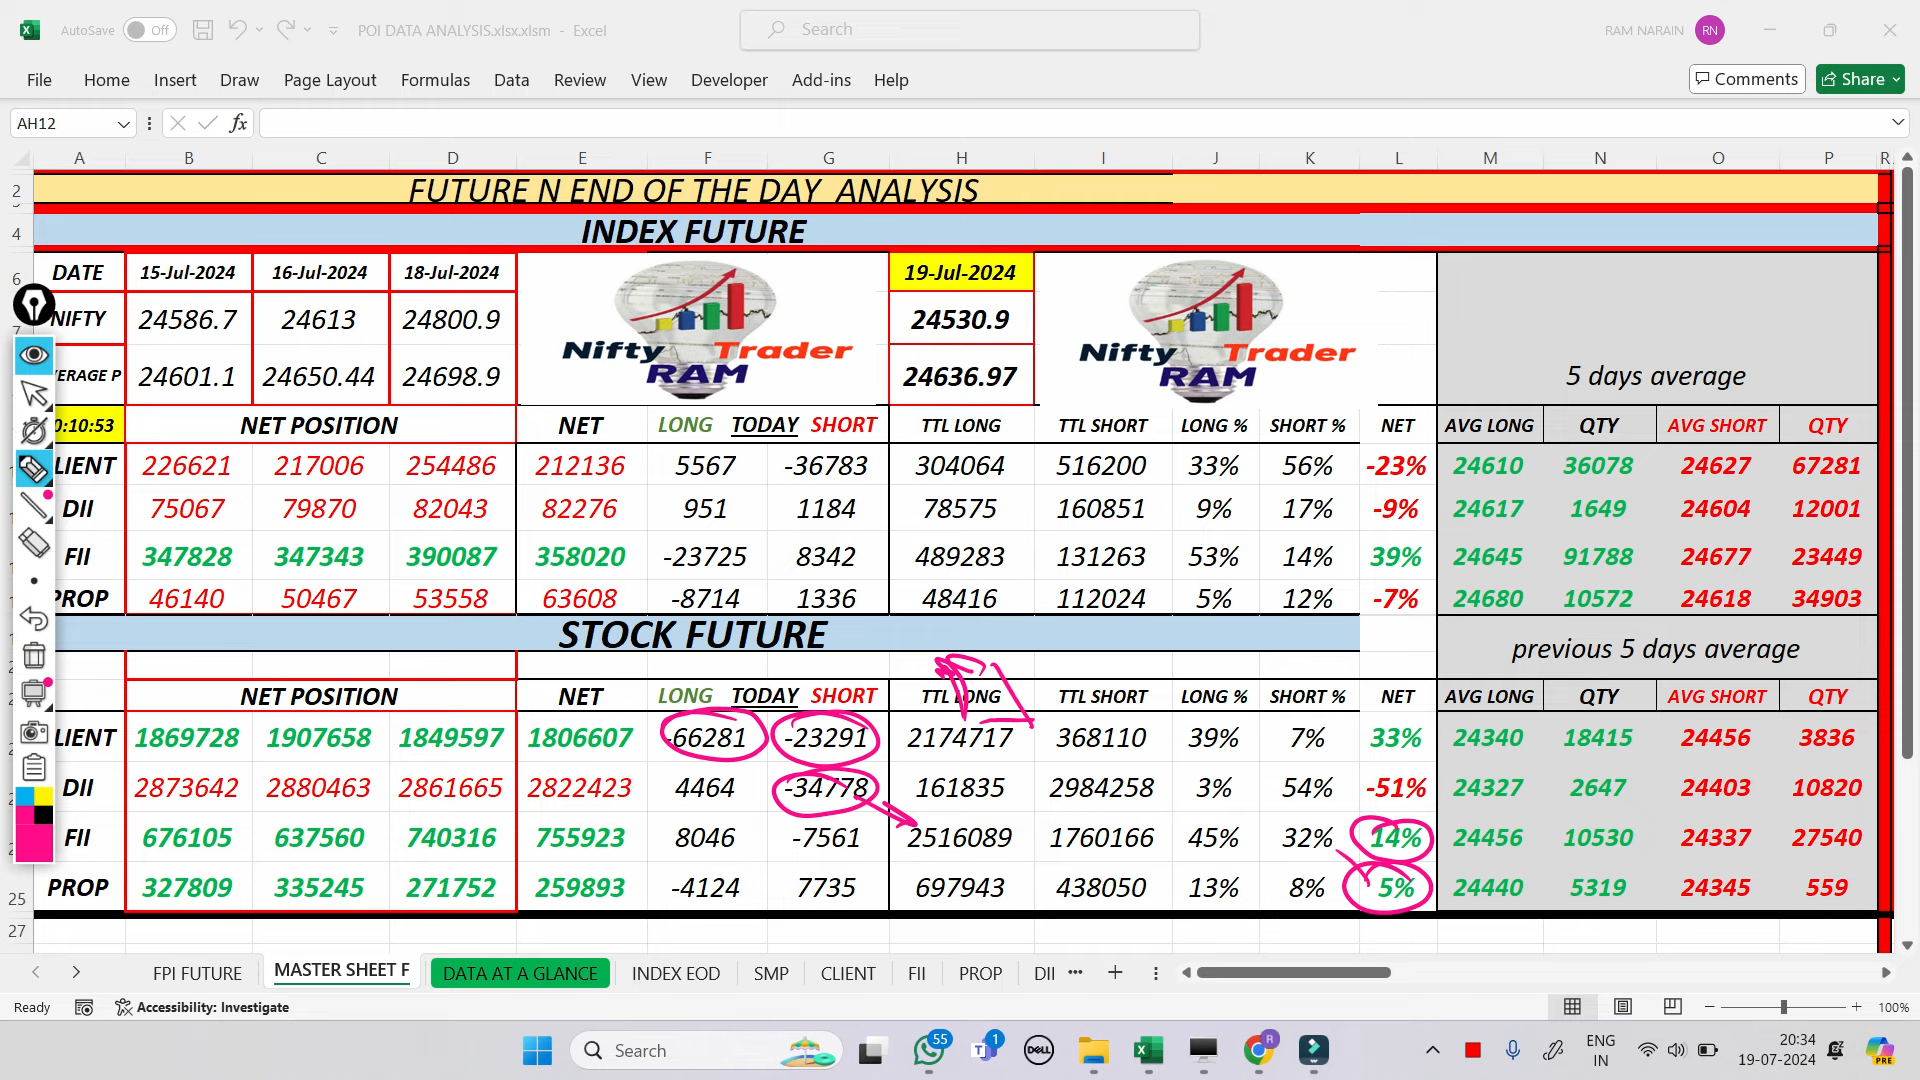 AutoSave Off POI DATA ANALYSIS.xlsx.xlsm - Excel Search RAM NARAIN RN
File Home Insert Draw Page Layout Formulas Data Review View Developer Add-ins Help Comments Share
AH12 fx
A B C D E F G H I J K L M N O P R
2 FUTURE N END OF THE DAY ANALYSIS
4 INDEX FUTURE
6 DATE 15-Jul-2024 16-Jul-2024 18-Jul-2024 19-Jul-2024
NIFTY 24586.7 24613 24800.9 Nifty Trader RAM 24530.9 Nifty Trader RAM
ERAGE P 24601.1 24650.44 24698.9 24636.97 5 days average
0:10:53 NET POSITION NET LONG TODAY SHORT TTL LONG TTL SHORT LONG % SHORT % NET AVG LONG QTY AVG SHORT QTY
LIENT 226621 217006 254486 212136 5567 -36783 304064 516200 33% 56% -23% 24610 36078 24627 67281
DII 75067 79870 82043 82276 951 1184 78575 160851 9% 17% -9% 24617 1649 24604 12001
FII 347828 347343 390087 358020 -23725 8342 489283 131263 53% 14% 39% 24645 91788 24677 23449
PROP 46140 50467 53558 63608 -8714 1336 48416 112024 5% 12% -7% 24680 10572 24618 34903
STOCK FUTURE previous 5 days average
NET POSITION NET LONG TODAY SHORT TTL LONG TTL SHORT LONG % SHORT % NET AVG LONG QTY AVG SHORT QTY
LIENT 1869728 1907658 1849597 1806607 -66281 -23291 2174717 368110 39% 7% 33% 24340 18415 24456 3836
DII 2873642 2880463 2861665 2822423 4464 -34778 161835 2984258 3% 54% -51% 24327 2647 24403 10820
FII 676105 637560 740316 755923 8046 -7561 2516089 1760166 45% 32% 14% 24456 10530 24337 27540
25 PROP 327809 335245 271752 259893 -4124 7735 697943 438050 13% 8% 5% 24440 5319 24345 559
27
FPI FUTURE MASTER SHEET F DATA AT A GLANCE INDEX EOD SMP CLIENT FII PROP DII
Ready Accessibility: Investigate 100%
Search 55 1 DELL R ENG IN 20:34 19-07-2024 PRE